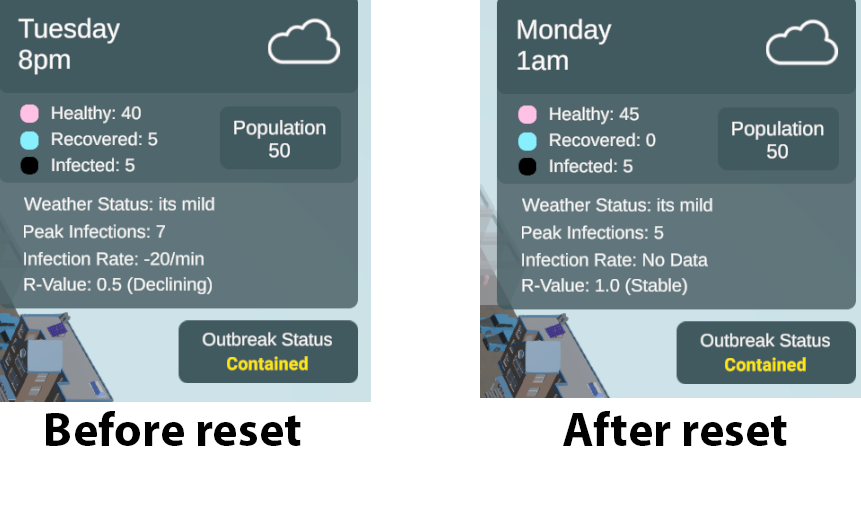 Tuesday
8pm
Healthy: 40
Recovered: 5
Infected: 5
Population
50
Weather Status: its mild
Peak Infections: 7
Infection Rate: -20/min
R-Value: 0.5 (Declining)
Outbreak Status
Contained
Before reset
Monday
1am
Healthy: 45
Recovered: 0
Infected: 5
Population
50
Weather Status: its mild
Peak Infections: 5
Infection Rate: No Data
R-Value: 1.0 (Stable)
Outbreak Status
Contained
After reset